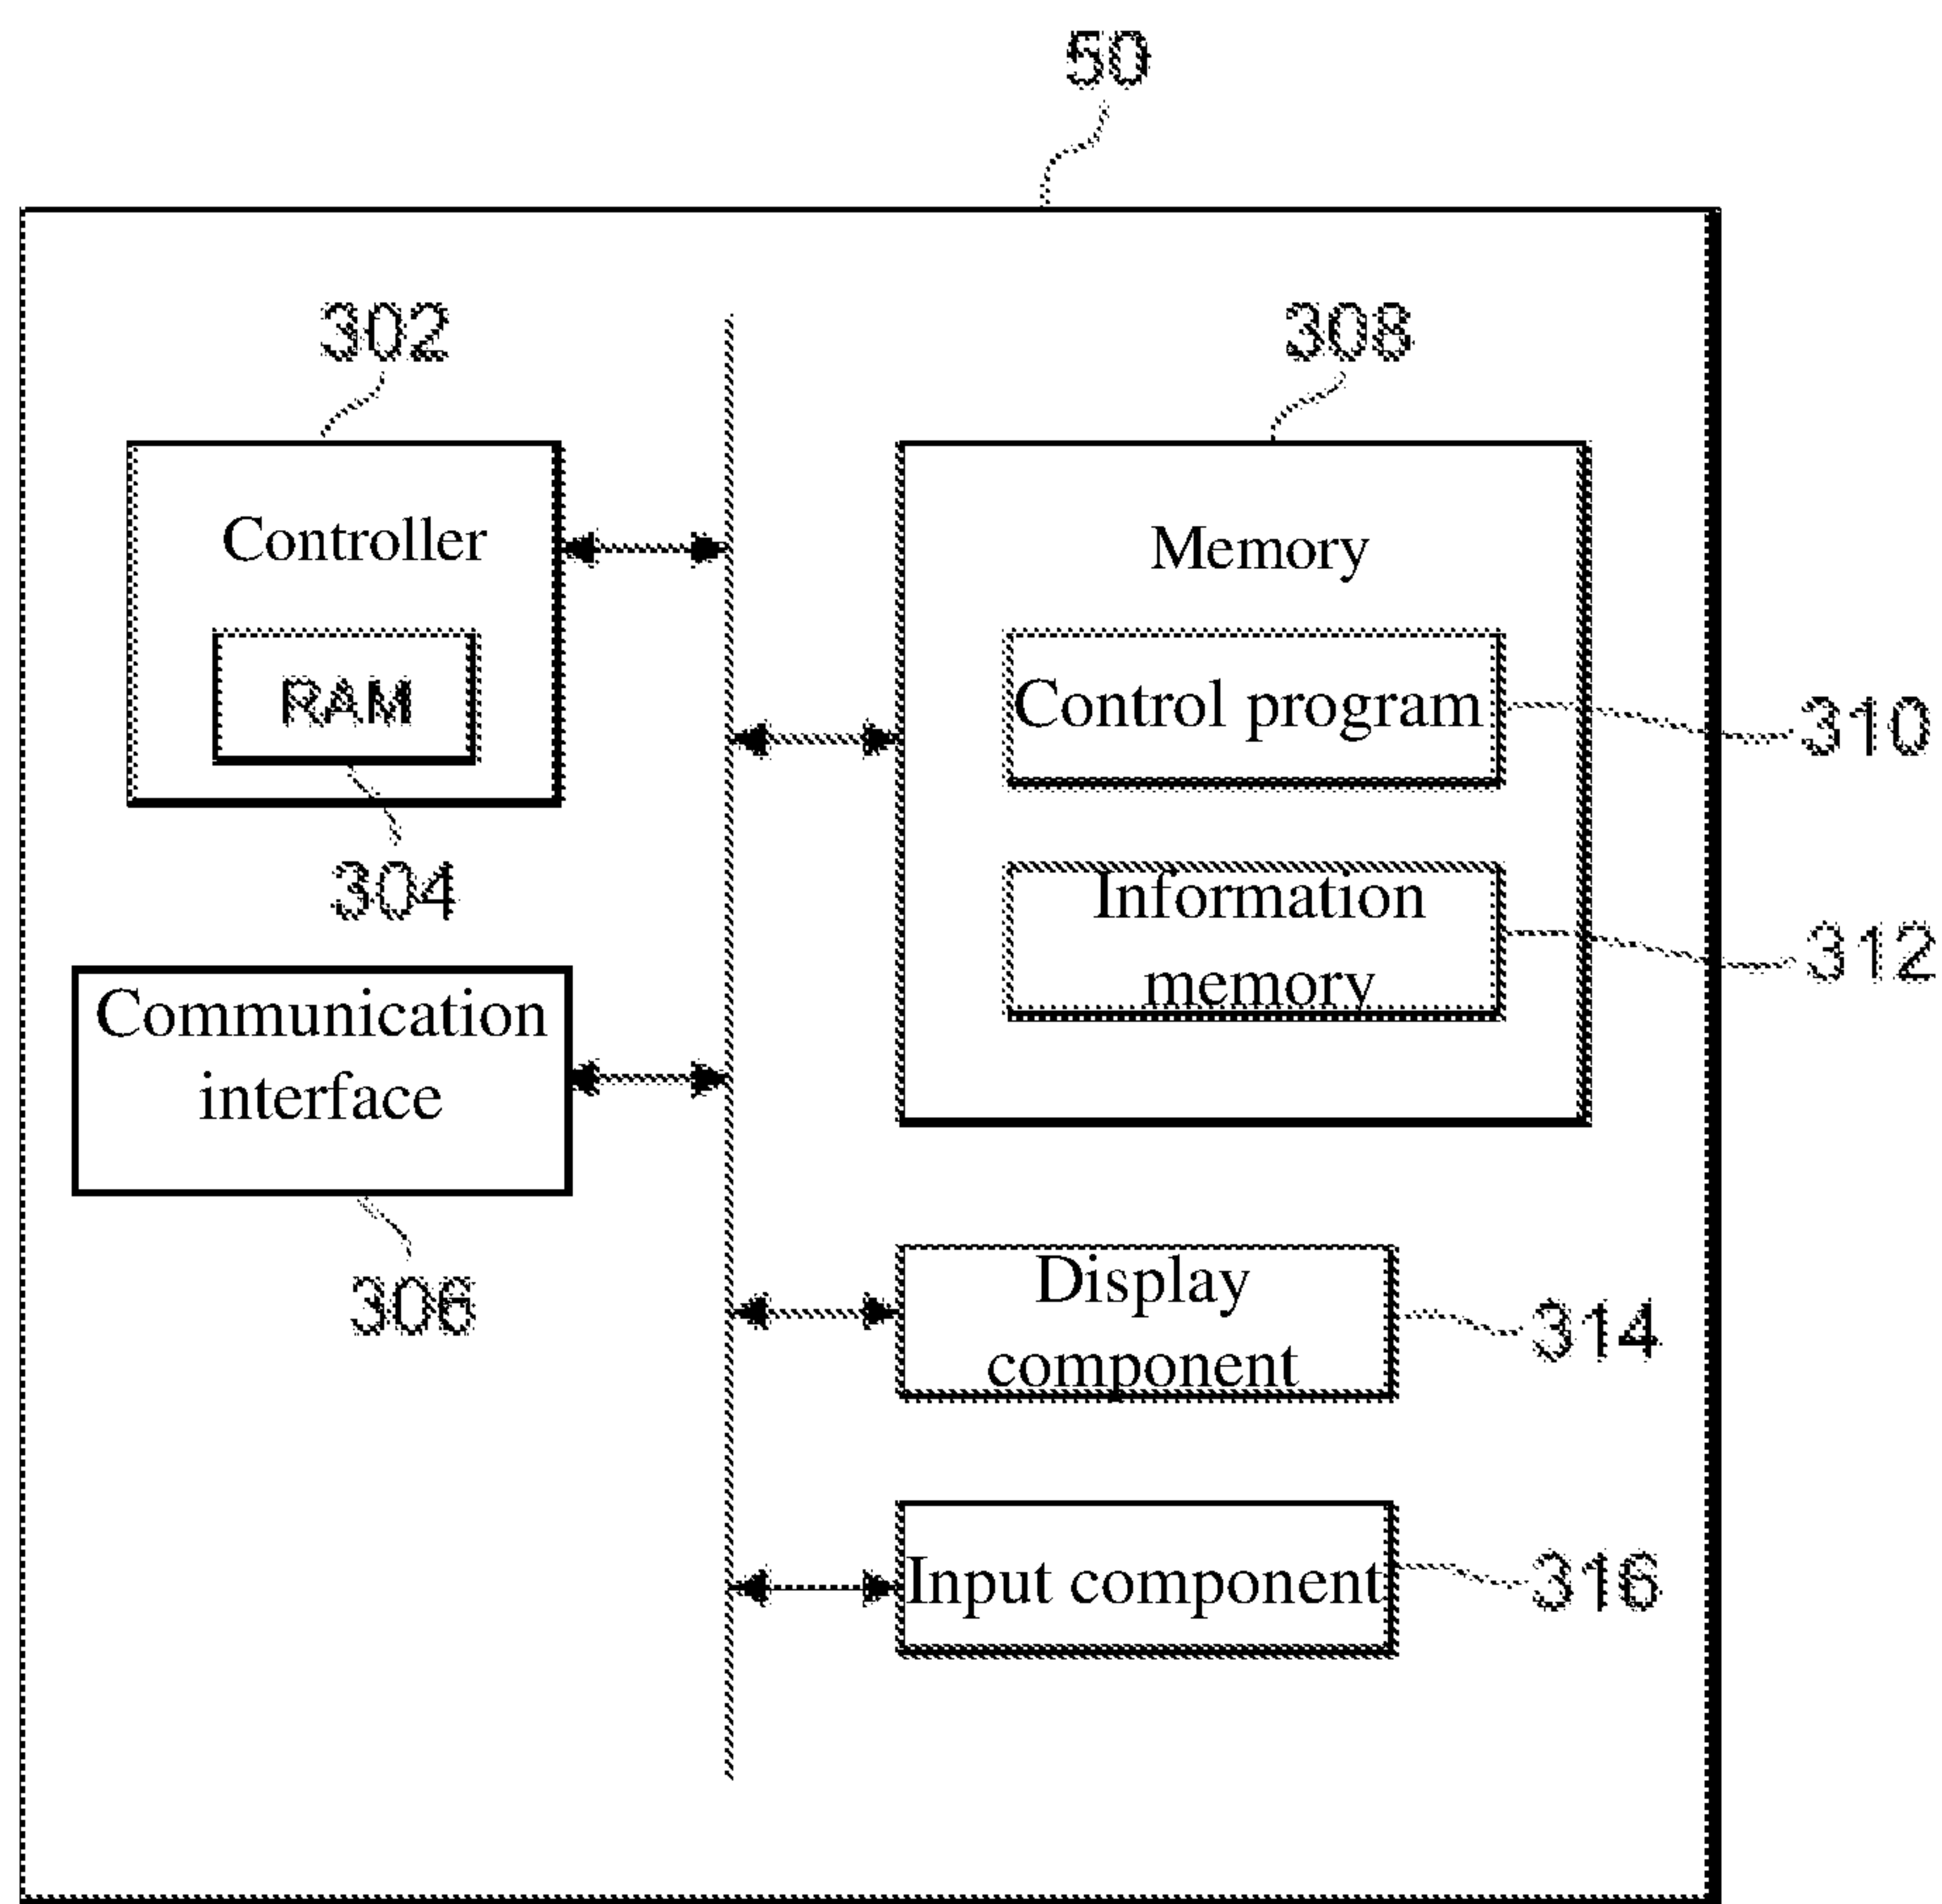 50
302
308
Controller
Memory
RAM
Control program
310
304
Information
memory
312
Communication
interface
306
Display
component
314
Input component
316